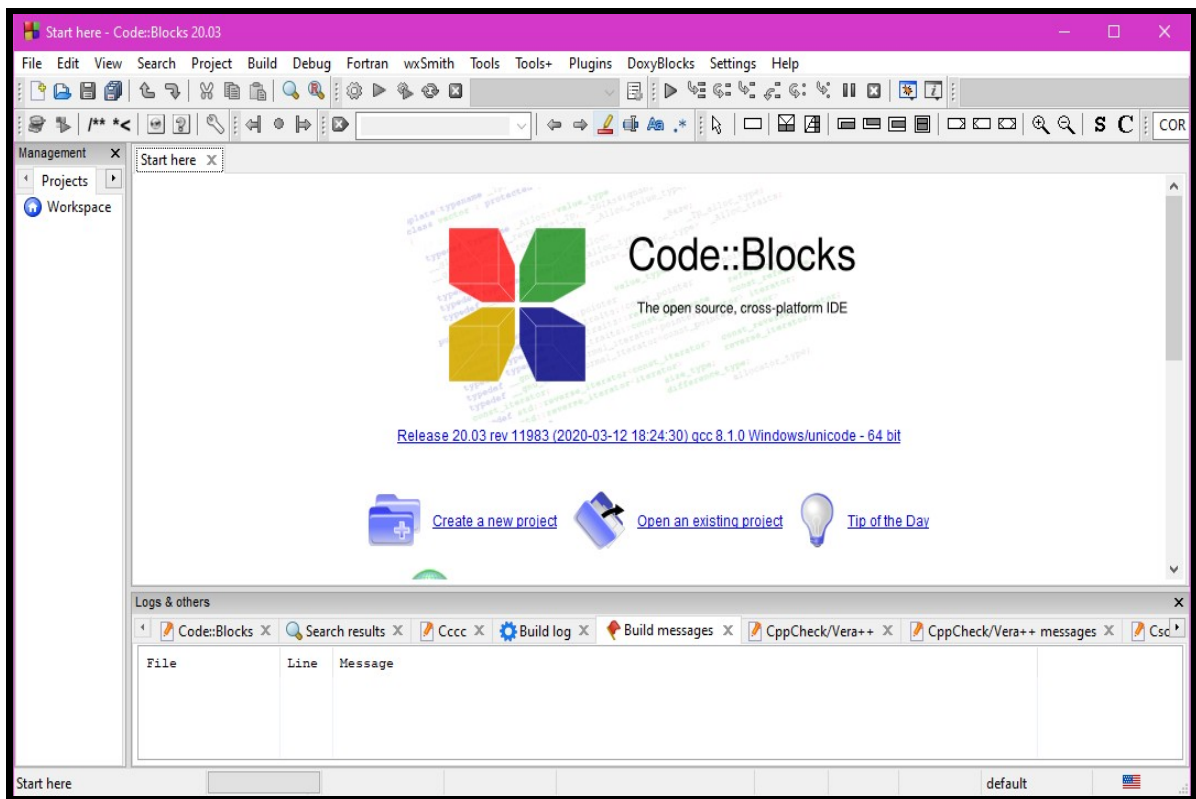 Start here - Code::Blocks 20.03
File Edit View Search Project Build Debug Fortran wxSmith Tools Tools+ Plugins DoxyBlocks Settings Help
/** *< S C COR
Management X Start here X
Projects
Workspace
Code::Blocks
The open source, cross-platform IDE
Release 20.03 rev 11983 (2020-03-12 18:24:30) gcc 8.1.0 Windows/unicode - 64 bit
Create a new project Open an existing project Tip of the Day
Logs & others
Code::Blocks X Search results X Cccc X Build log X Build messages X CppCheck/Vera++ X CppCheck/Vera++ messages X Csc
File Line Message
Start here default